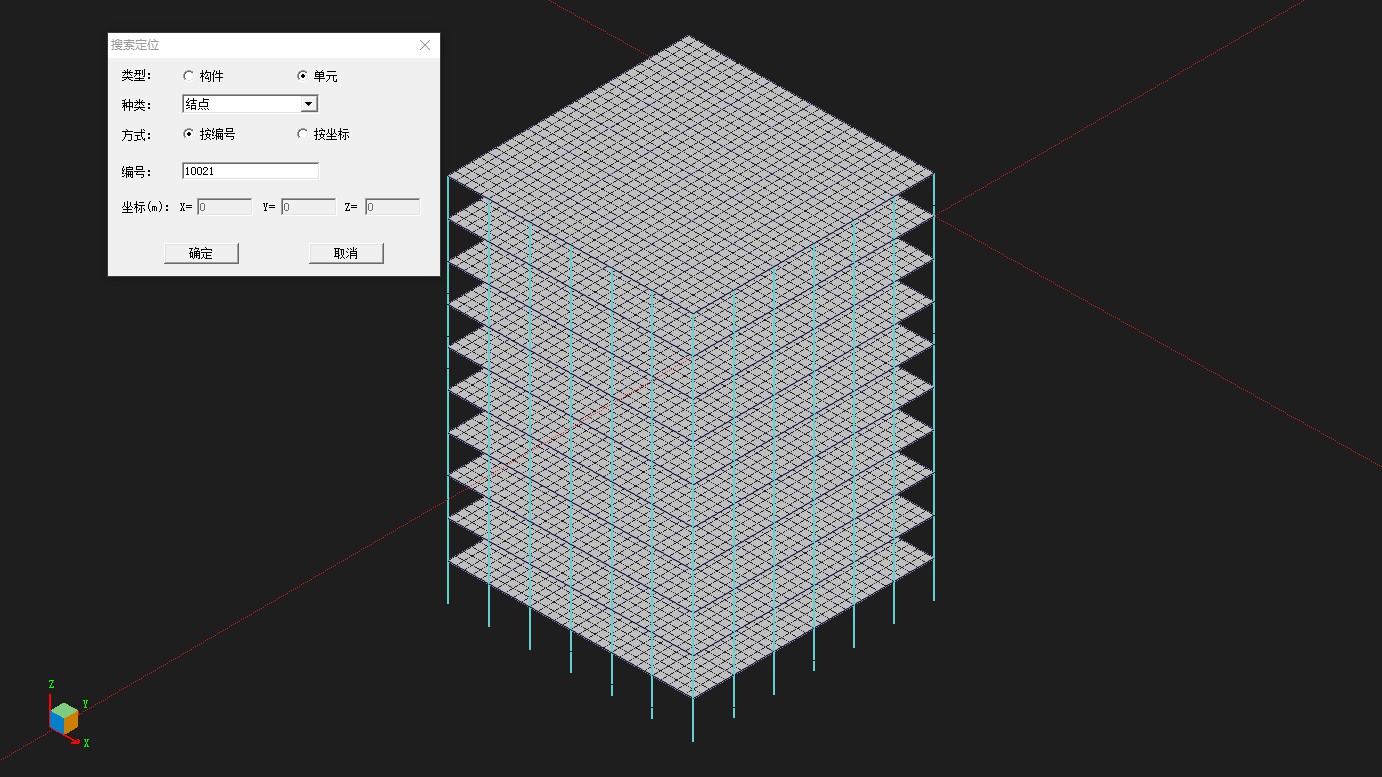 搜索定位
类型: 构件 单元
种类: 结点
方式: 按编号 按坐标
编号: 10021
坐标(m): X= 0 Y= 0 Z= 0
确定 取消
Z
Y
X